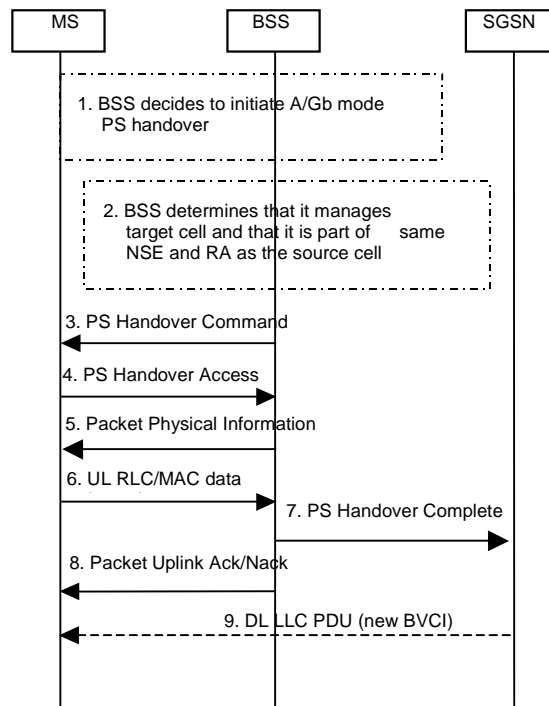 MS
BSS
SGSN
1. BSS decides to initiate A/Gb mode
PS handover
2. BSS determines that it manages
target cell and that it is part of same
NSE and RA as the source cell
3. PS Handover Command
4. PS Handover Access
5. Packet Physical Information
6. UL RLC/MAC data
7. PS Handover Complete
8. Packet Uplink Ack/Nack
9. DL LLC PDU (new BVCI)